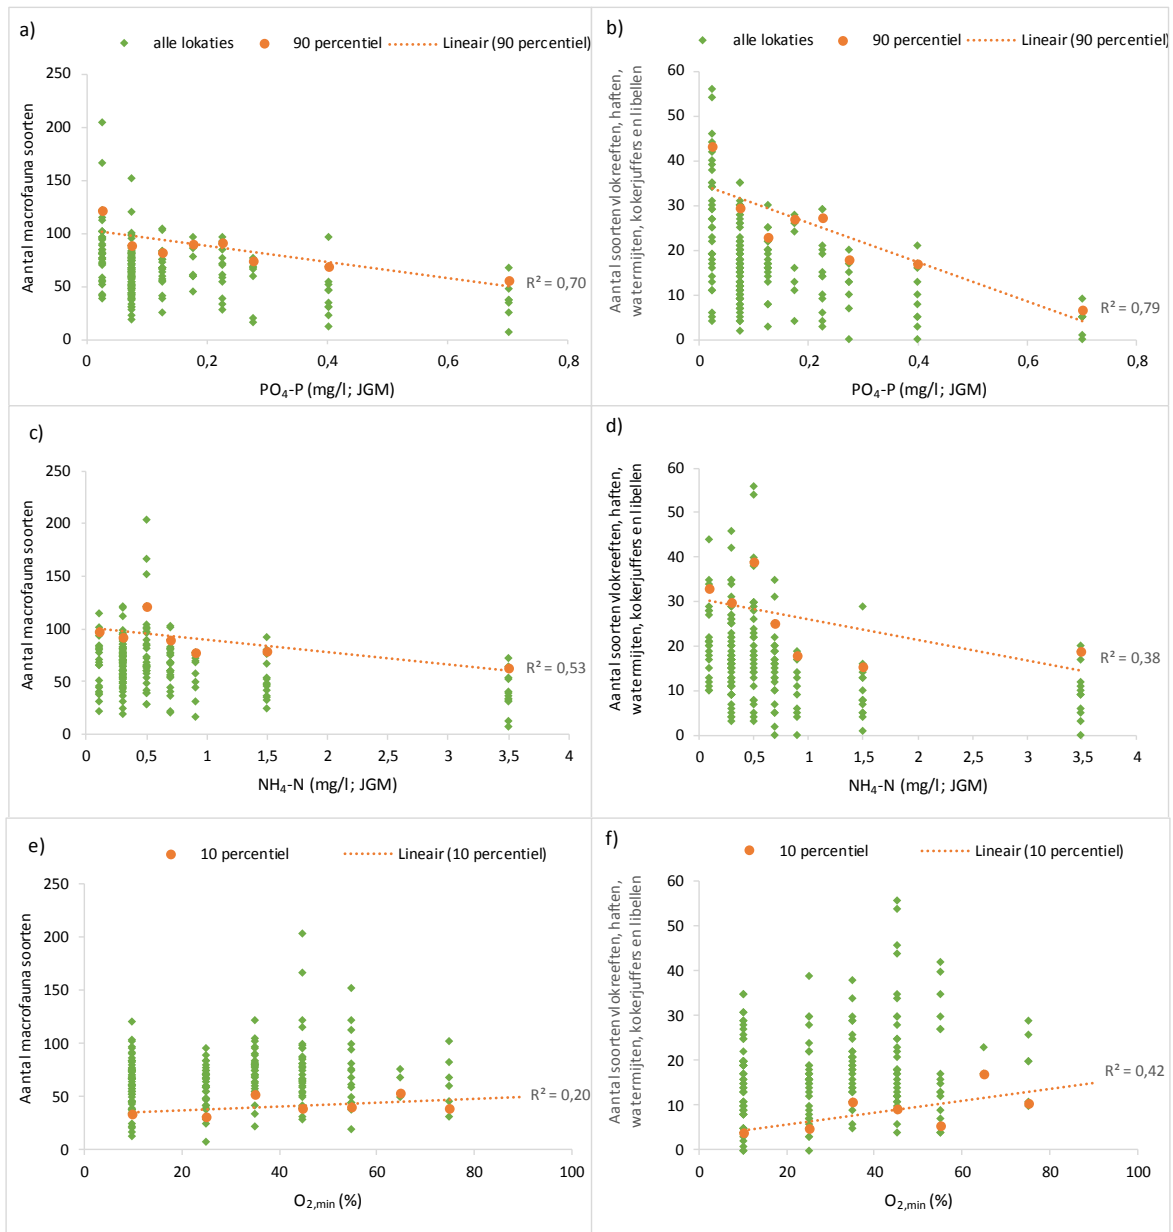 a)
alle lokaties 90 percentiel Lineair (90 percentiel)
Aantal macrofauna soorten
250
200
150
100
50
0
R² = 0,70
0 0,2 0,4 0,6 0,8
PO₄-P (mg/l; JGM)
b)
alle lokaties 90 percentiel Lineair (90 percentiel)
Aantal soorten vlokreeften, haften,
watermijten, kokerjuffers en libellen
60
50
40
30
20
10
0
R² = 0,79
0 0,2 0,4 0,6 0,8
PO₄-P (mg/l; JGM)
c)
Aantal macrofauna soorten
250
200
150
100
50
0
R² = 0,53
0 0,5 1 1,5 2 2,5 3 3,5 4
NH₄-N (mg/l; JGM)
d)
Aantal soorten vlokreeften, haften,
watermijten, kokerjuffers en libellen
60
50
40
30
20
10
0
R² = 0,38
0 0,5 1 1,5 2 2,5 3 3,5 4
NH₄-N (mg/l; JGM)
e)
10 percentiel Lineair (10 percentiel)
Aantal macrofauna soorten
250
200
150
100
50
0
R² = 0,20
0 20 40 60 80 100
O₂,min (%)
f)
10 percentiel Lineair (10 percentiel)
Aantal soorten vlokreeften, haften,
watermijten, kokerjuffers en libellen
60
50
40
30
20
10
0
R² = 0,42
0 20 40 60 80 100
O₂,min (%)